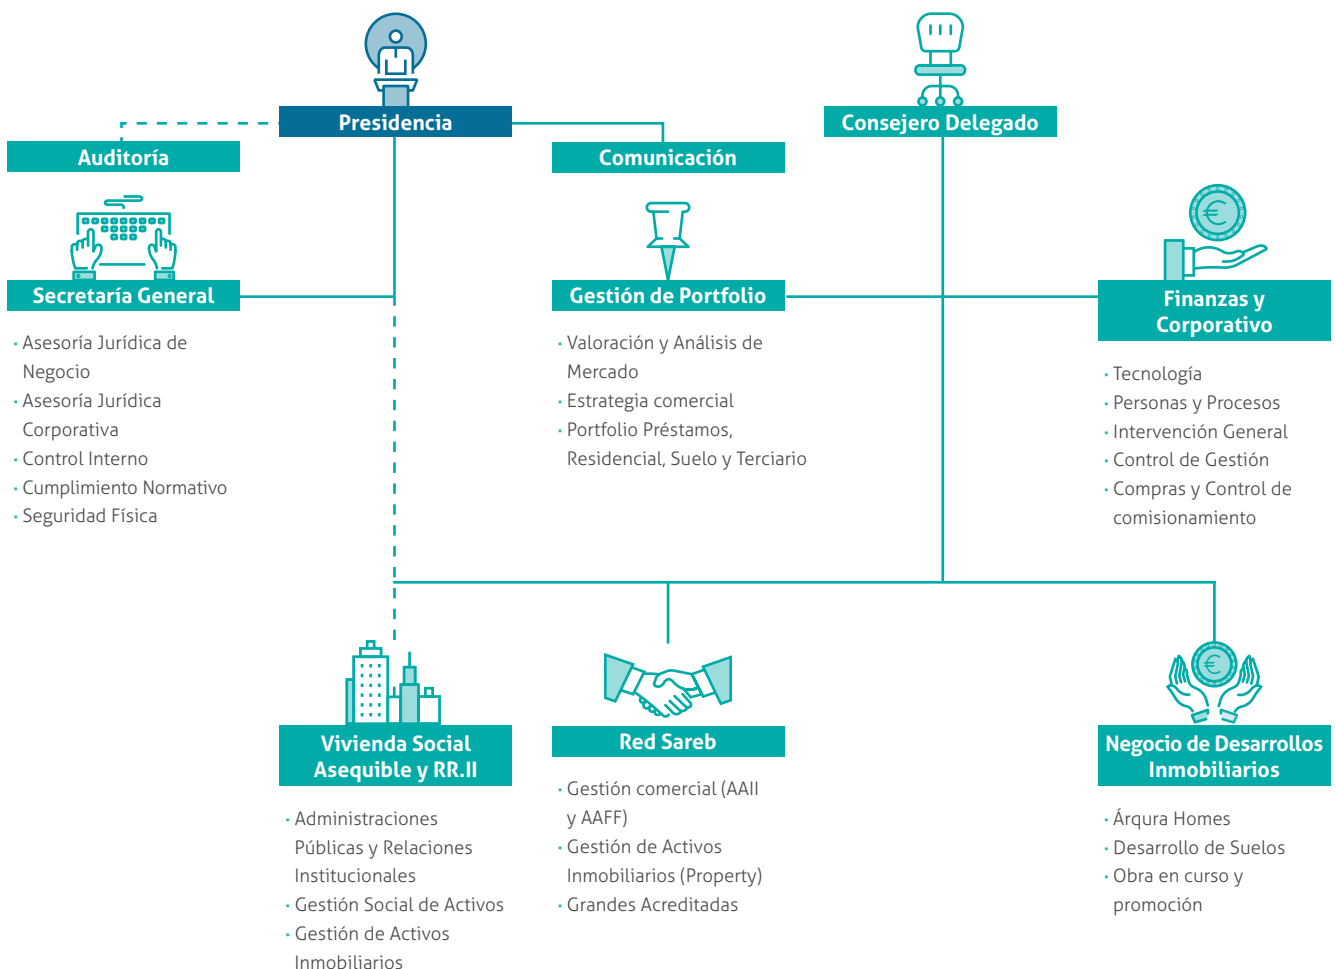 Presidencia
Consejero Delegado
Auditoría
Comunicación
Secretaría General
• Asesoría Jurídica de
Negocio
• Asesoría Jurídica
Corporativa
• Control Interno
• Cumplimiento Normativo
• Seguridad Física
Gestión de Portfolio
• Valoración y Análisis de
Mercado
• Estrategia comercial
• Portfolio Préstamos,
Residencial, Suelo y Terciario
Finanzas y
Corporativo
• Tecnología
• Personas y Procesos
• Intervención General
• Control de Gestión
• Compras y Control de
comisionamiento
Vivienda Social
Asequible y RR.II
• Administraciones
Públicas y Relaciones
Institucionales
• Gestión Social de Activos
• Gestión de Activos
Inmobiliarios
Red Sareb
• Gestión comercial (AAII
y AAFF)
• Gestión de Activos
Inmobiliarios (Property)
• Grandes Acreditadas
Negocio de Desarrollos
Inmobiliarios
• Árqura Homes
• Desarrollo de Suelos
• Obra en curso y
promoción